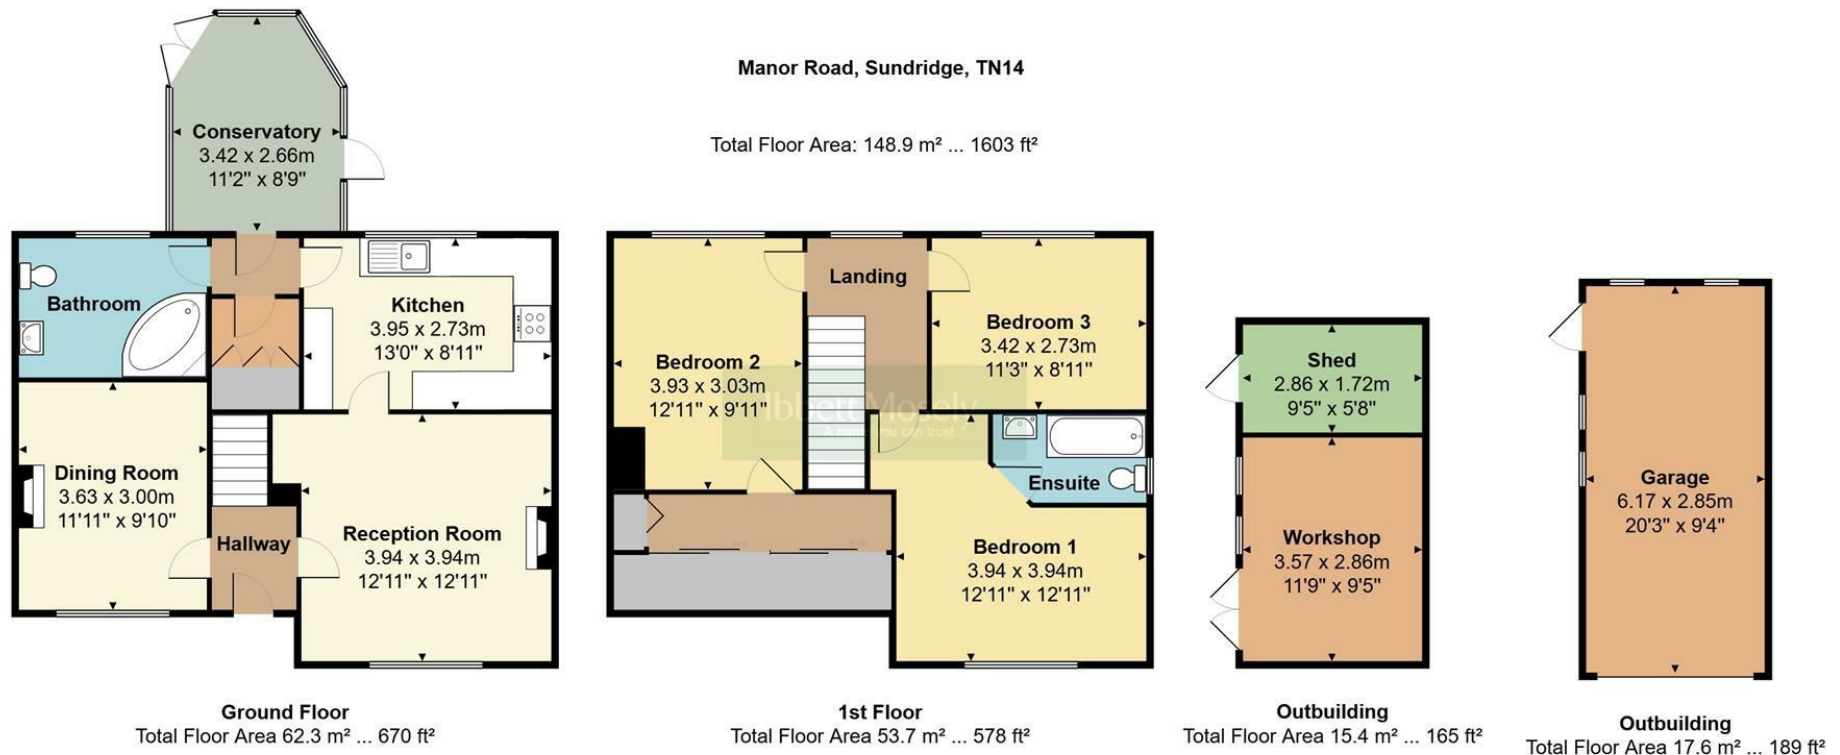 Manor Road, Sundridge, TN14
Total Floor Area: 148.9 m² ... 1603 ft²
Conservatory
3.42 x 2.66m
11'2" x 8'9"
Bathroom
Kitchen
3.95 x 2.73m
13'0" x 8'11"
Dining Room
3.63 x 3.00m
11'11" x 9'10"
Hallway
Reception Room
3.94 x 3.94m
12'11" x 12'11"
Ground Floor
Total Floor Area 62.3 m² ... 670 ft²
Landing
Bedroom 2
3.93 x 3.03m
12'11" x 9'11"
Bedroom 3
3.42 x 2.73m
11'3" x 8'11"
Ibbett Mosely
A name you can trust.
Ensuite
Bedroom 1
3.94 x 3.94m
12'11" x 12'11"
1st Floor
Total Floor Area 53.7 m² ... 578 ft²
Shed
2.86 x 1.72m
9'5" x 5'8"
Workshop
3.57 x 2.86m
11'9" x 9'5"
Outbuilding
Total Floor Area 15.4 m² ... 165 ft²
Garage
6.17 x 2.85m
20'3" x 9'4"
Outbuilding
Total Floor Area 17.6 m² ... 189 ft²